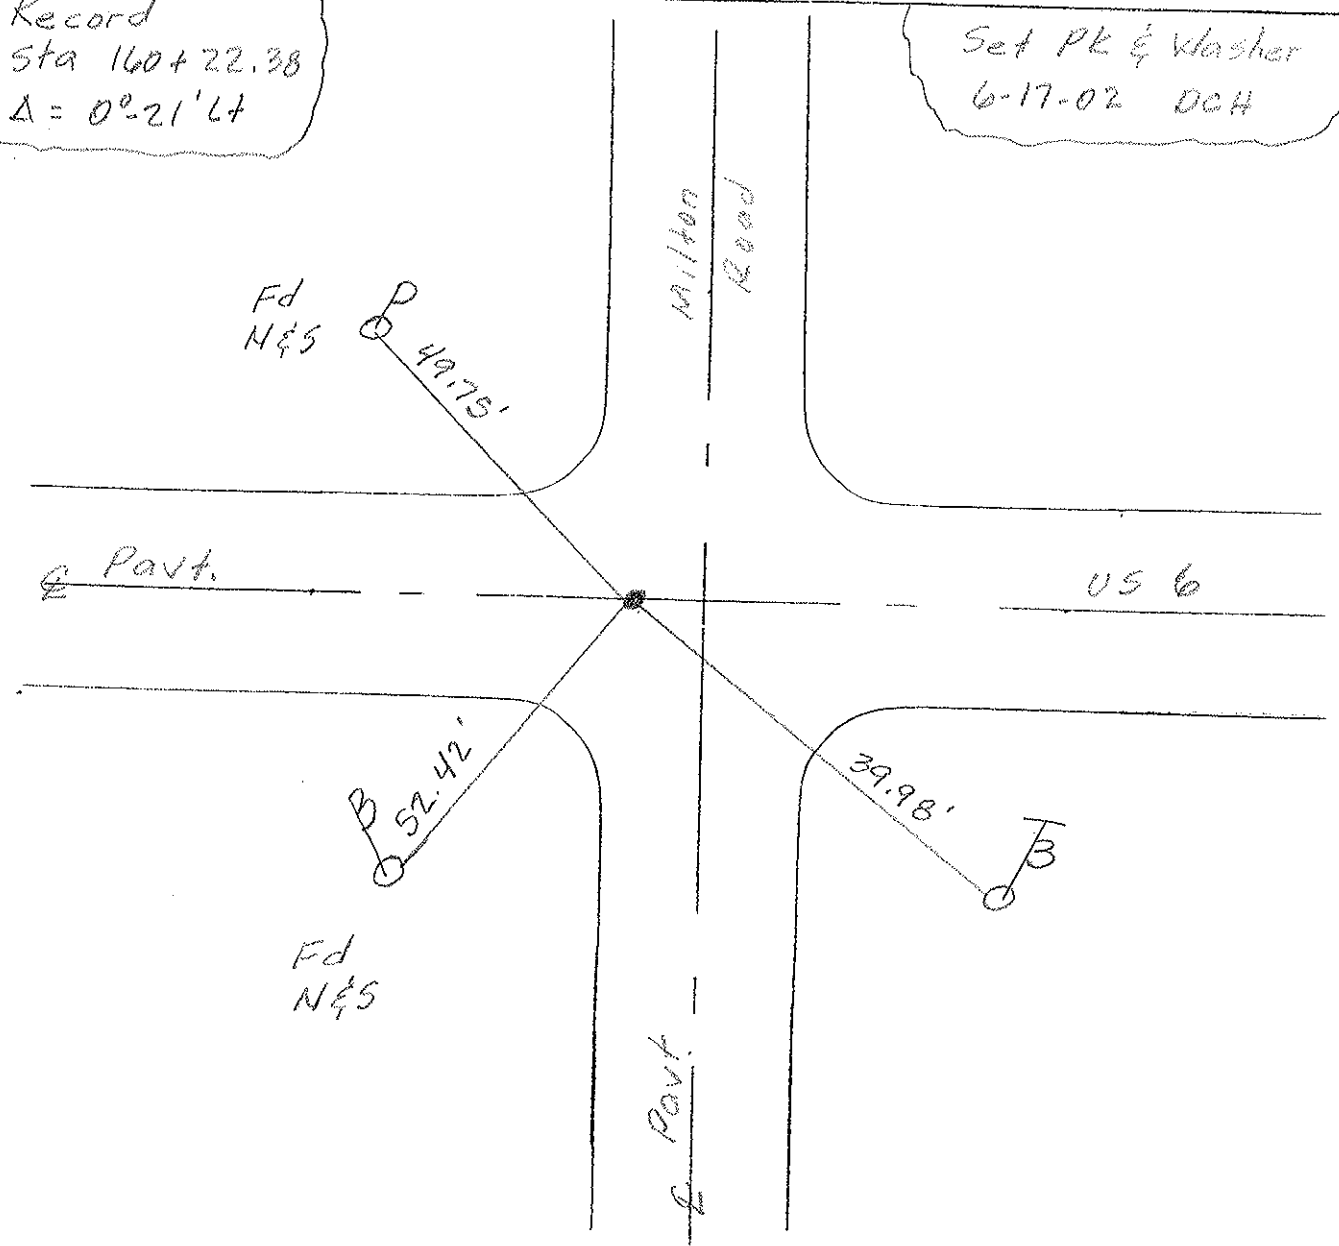 Record
Sta 160+22.38
Δ = 0°-21' Lt
Set PK & Washer
6-17-02 DCH
Milton
Road
Fd
N&S
P
49.75'
℄ Pavt.
US 6
52.42'
B
39.98'
B
Fd
N&S
℄ Pavt.